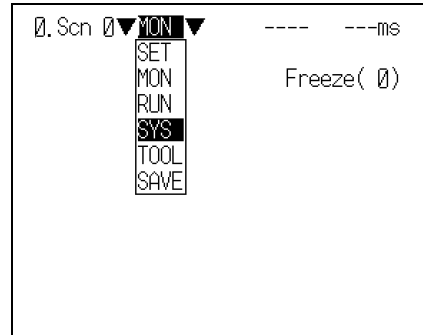 0.Scn 0▼MON ▼ ---- ---ms
SET
MON Freeze( 0)
RUN
SYS
TOOL
SAVE